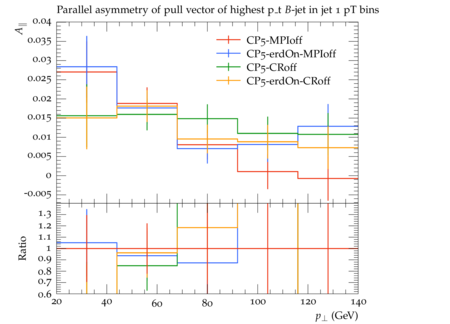 Parallel asymmetry of pull vector of highest p_t B-jet in jet 1 pT bins
A∥
0.04
0.035
0.03
0.025
0.02
0.015
0.01
0.005
0
-0.005
CP5-MPIoff
CP5-erdOn-MPIoff
CP5-CRoff
CP5-erdOn-CRoff
Ratio
1.3
1.2
1.1
1.0
0.9
0.8
0.7
0.6
20 40 60 80 100 120 140
p⊥ (GeV)